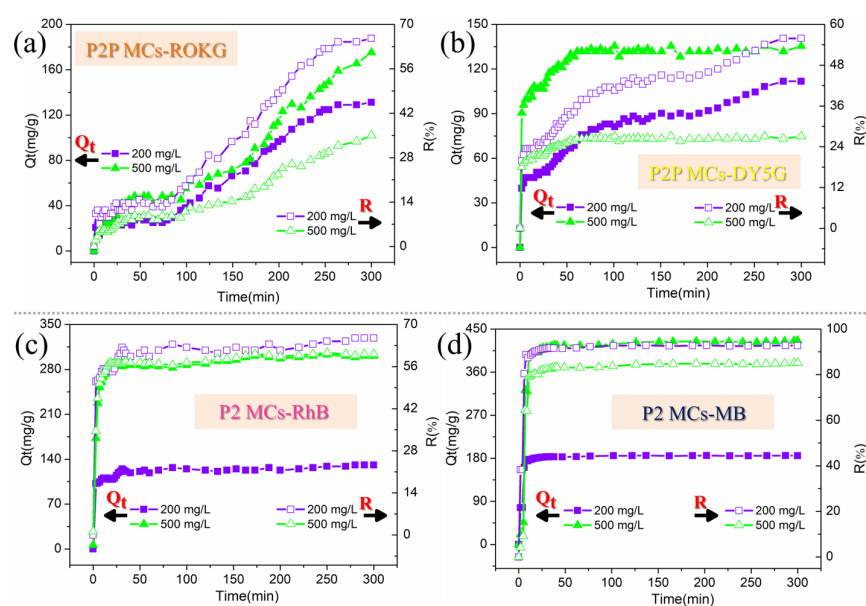 (a)
P2P MCs-ROKG
Qt
R
200 mg/L
500 mg/L
200 mg/L
500 mg/L
Qt(mg/g)
R(%)
Time(min)
0 40 80 120 160 200
0 14 28 42 56 70
0 50 100 150 200 250 300
(b)
P2P MCs-DY5G
Qt
R
200 mg/L
500 mg/L
200 mg/L
500 mg/L
Qt(mg/g)
R(%)
Time(min)
0 30 60 90 120 150
0 12 24 36 48 60
0 50 100 150 200 250 300
(c)
P2 MCs-RhB
Qt
R
200 mg/L
500 mg/L
200 mg/L
500 mg/L
Qt(mg/g)
R(%)
Time(min)
0 70 140 210 280 350
0 14 28 42 56 70
0 50 100 150 200 250 300
(d)
P2 MCs-MB
Qt
R
200 mg/L
500 mg/L
200 mg/L
500 mg/L
Qt(mg/g)
R(%)
Time(min)
0 90 180 270 360 450
0 20 40 60 80 100
0 50 100 150 200 250 300